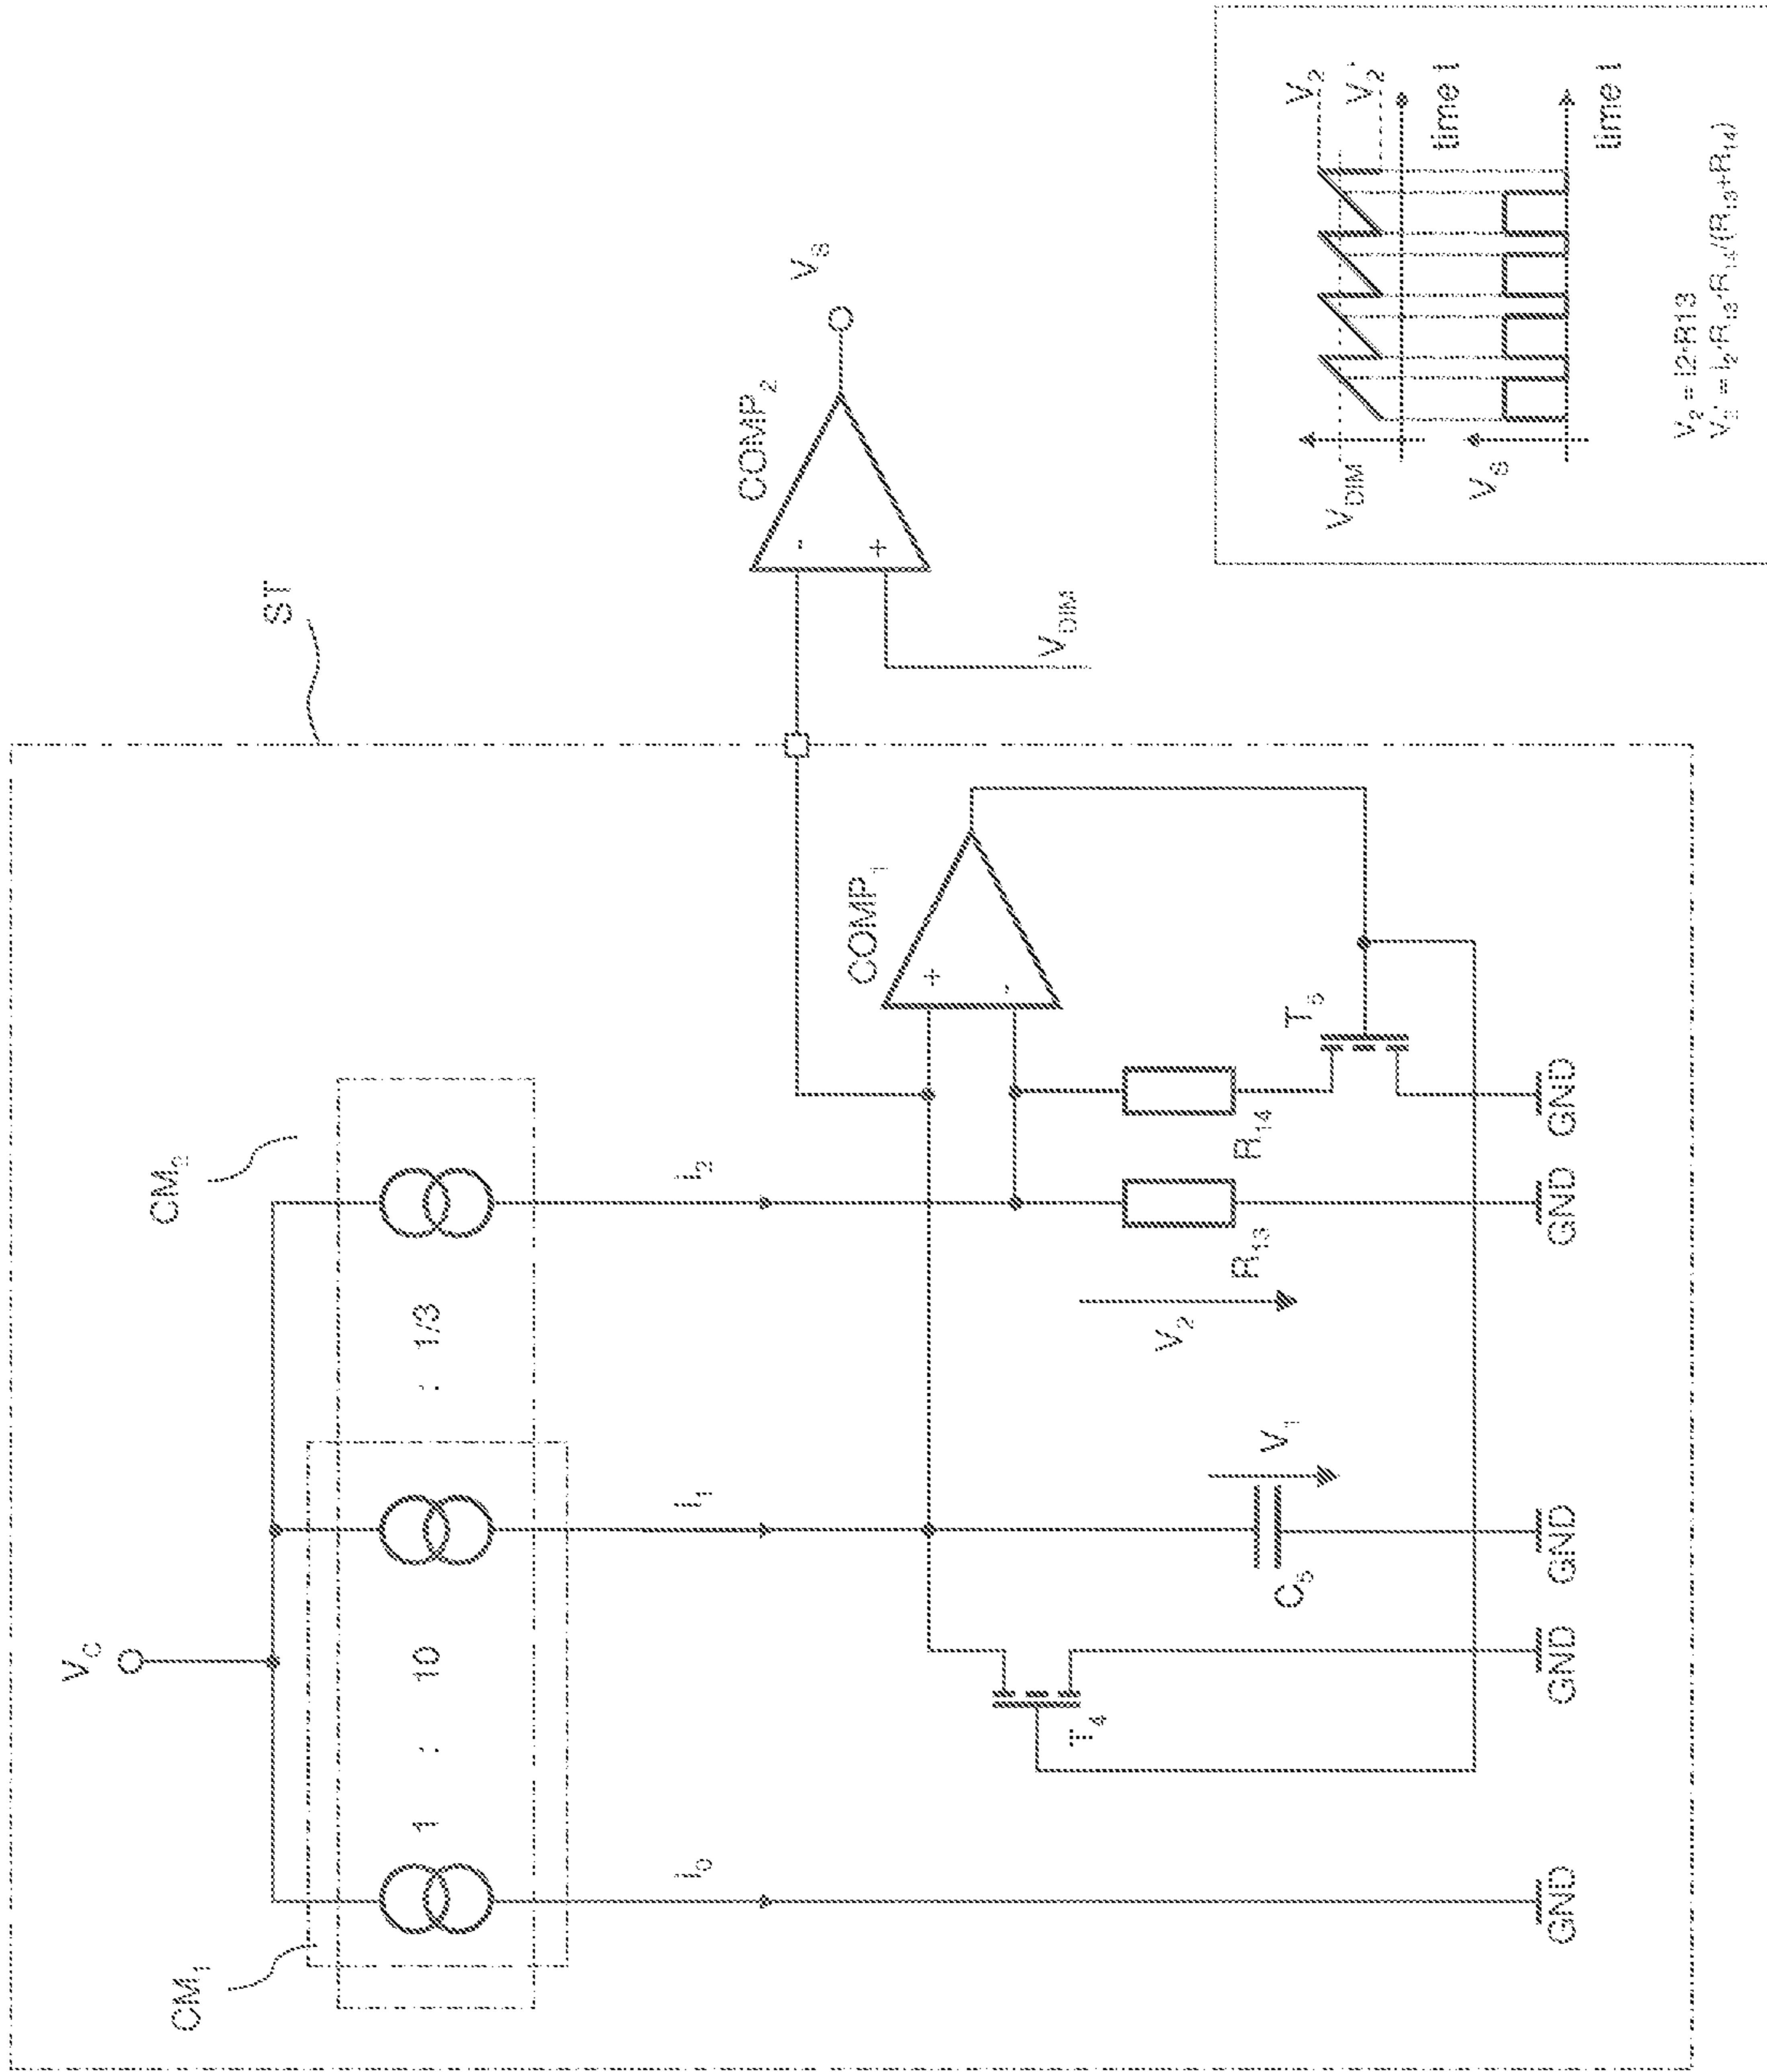 ST
V_C
CM_1
CM_2
1 : 10 : 1/3
i_0
i_1
i_2
COMP_1
+
-
COMP_2
-
+
V_S
V_DIM
T_4
C_5
V_1
V_2
R_13
R_14
T_5
GND
GND
GND
GND
GND
V_DIM
V_2
V_2'
time t
V_S
time t
V_2 = I2·R13
V_2' = I_2·R_13·R_14/(R_13+R_14)